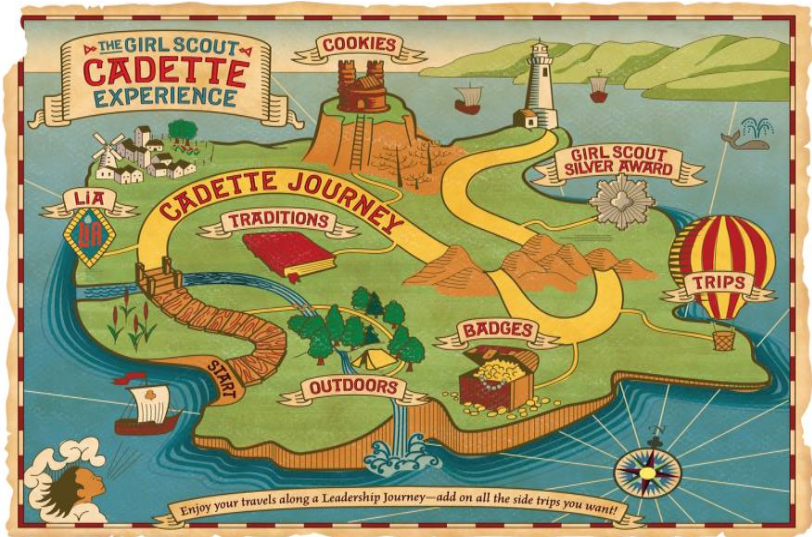 THE GIRL SCOUT
CADETTE
EXPERIENCE
COOKIES
GIRL SCOUT
SILVER AWARD
LiA
LiA
CADETTE JOURNEY
TRADITIONS
TRIPS
BADGES
START
OUTDOORS
Enjoy your travels along a Leadership Journey—add on all the side trips you want!